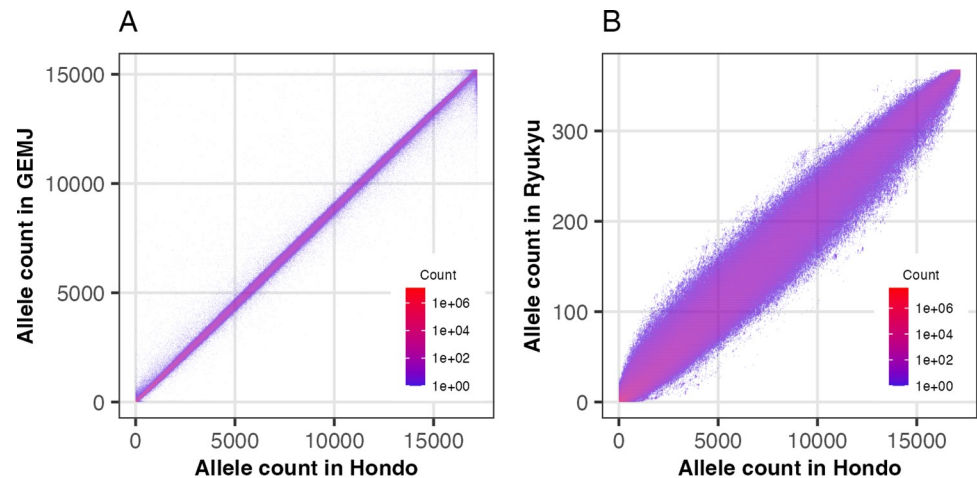 A
Allele count in GEMJ
15000
10000
5000
0
Count
1e+06
1e+04
1e+02
1e+00
0 5000 10000 15000
Allele count in Hondo
B
Allele count in Ryukyu
300
200
100
0
Count
1e+06
1e+04
1e+02
1e+00
0 5000 10000 15000
Allele count in Hondo